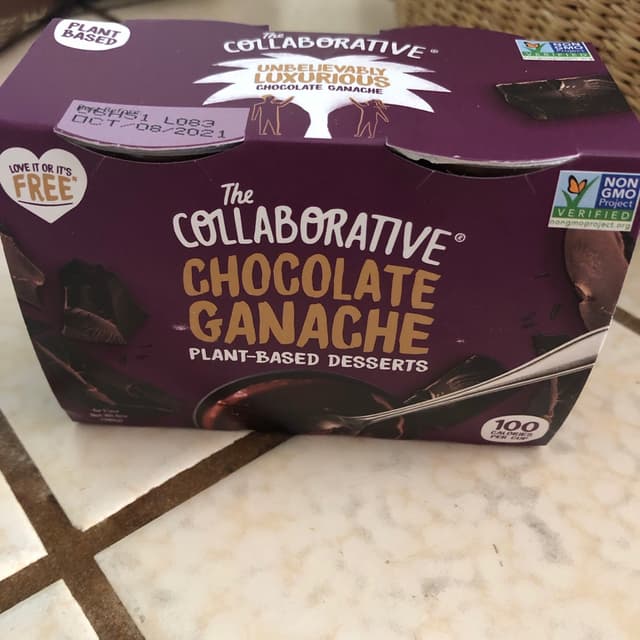 PLANT
BASED
The
COLLABORATIVE®
UNBELIEVABLY
LUXURIOUS
CHOCOLATE GANACHE
L083
OCT/08/2021
LOVE IT OR IT'S
FREE
The
COLLABORATIVE®
CHOCOLATE
GANACHE
PLANT-BASED DESSERTS
NON
GMO
Project
VERIFIED
nongmoproject.org
100
CALORIES
PER CUP